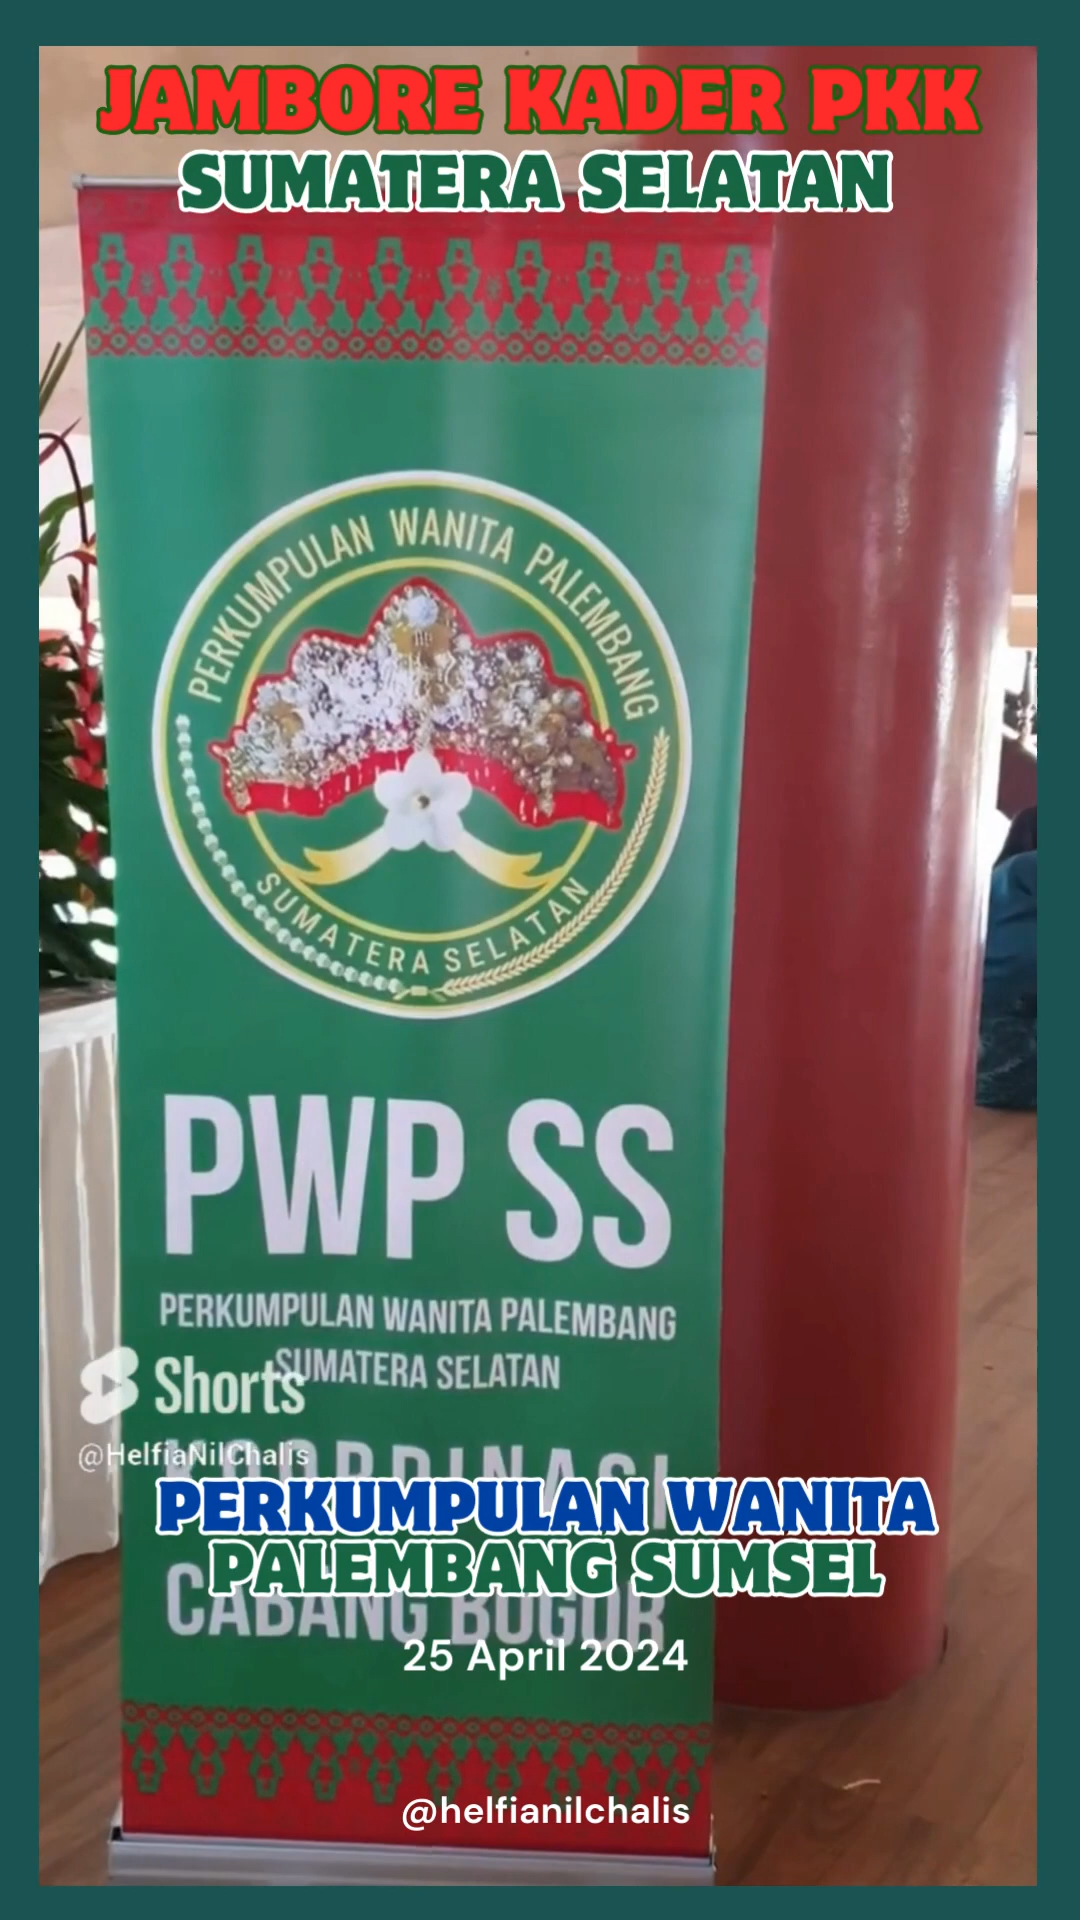 JAMBORE KADER PKK
SUMATERA SELATAN
PERKUMPULAN WANITA PALEMBANG
SUMATERA SELATAN
PWP SS
PERKUMPULAN WANITA PALEMBANG
SUMATERA SELATAN
Shorts
@HelfiaNilChalis
KOORDINASI
PERKUMPULAN WANITA
PALEMBANG SUMSEL
CABANG BOGOR
25 April 2024
@helfianilchalis